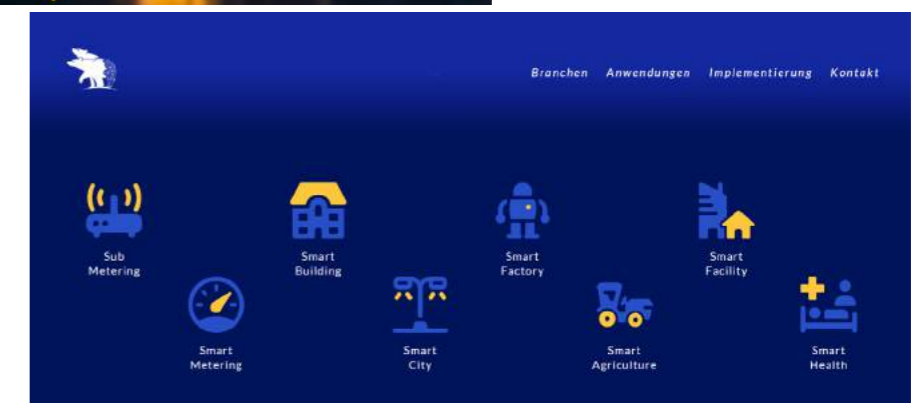 Branchen Anwendungen Implementierung Kontakt
Sub
Metering
Smart
Building
Smart
Factory
Smart
Facility
Smart
Metering
Smart
City
Smart
Agriculture
Smart
Health